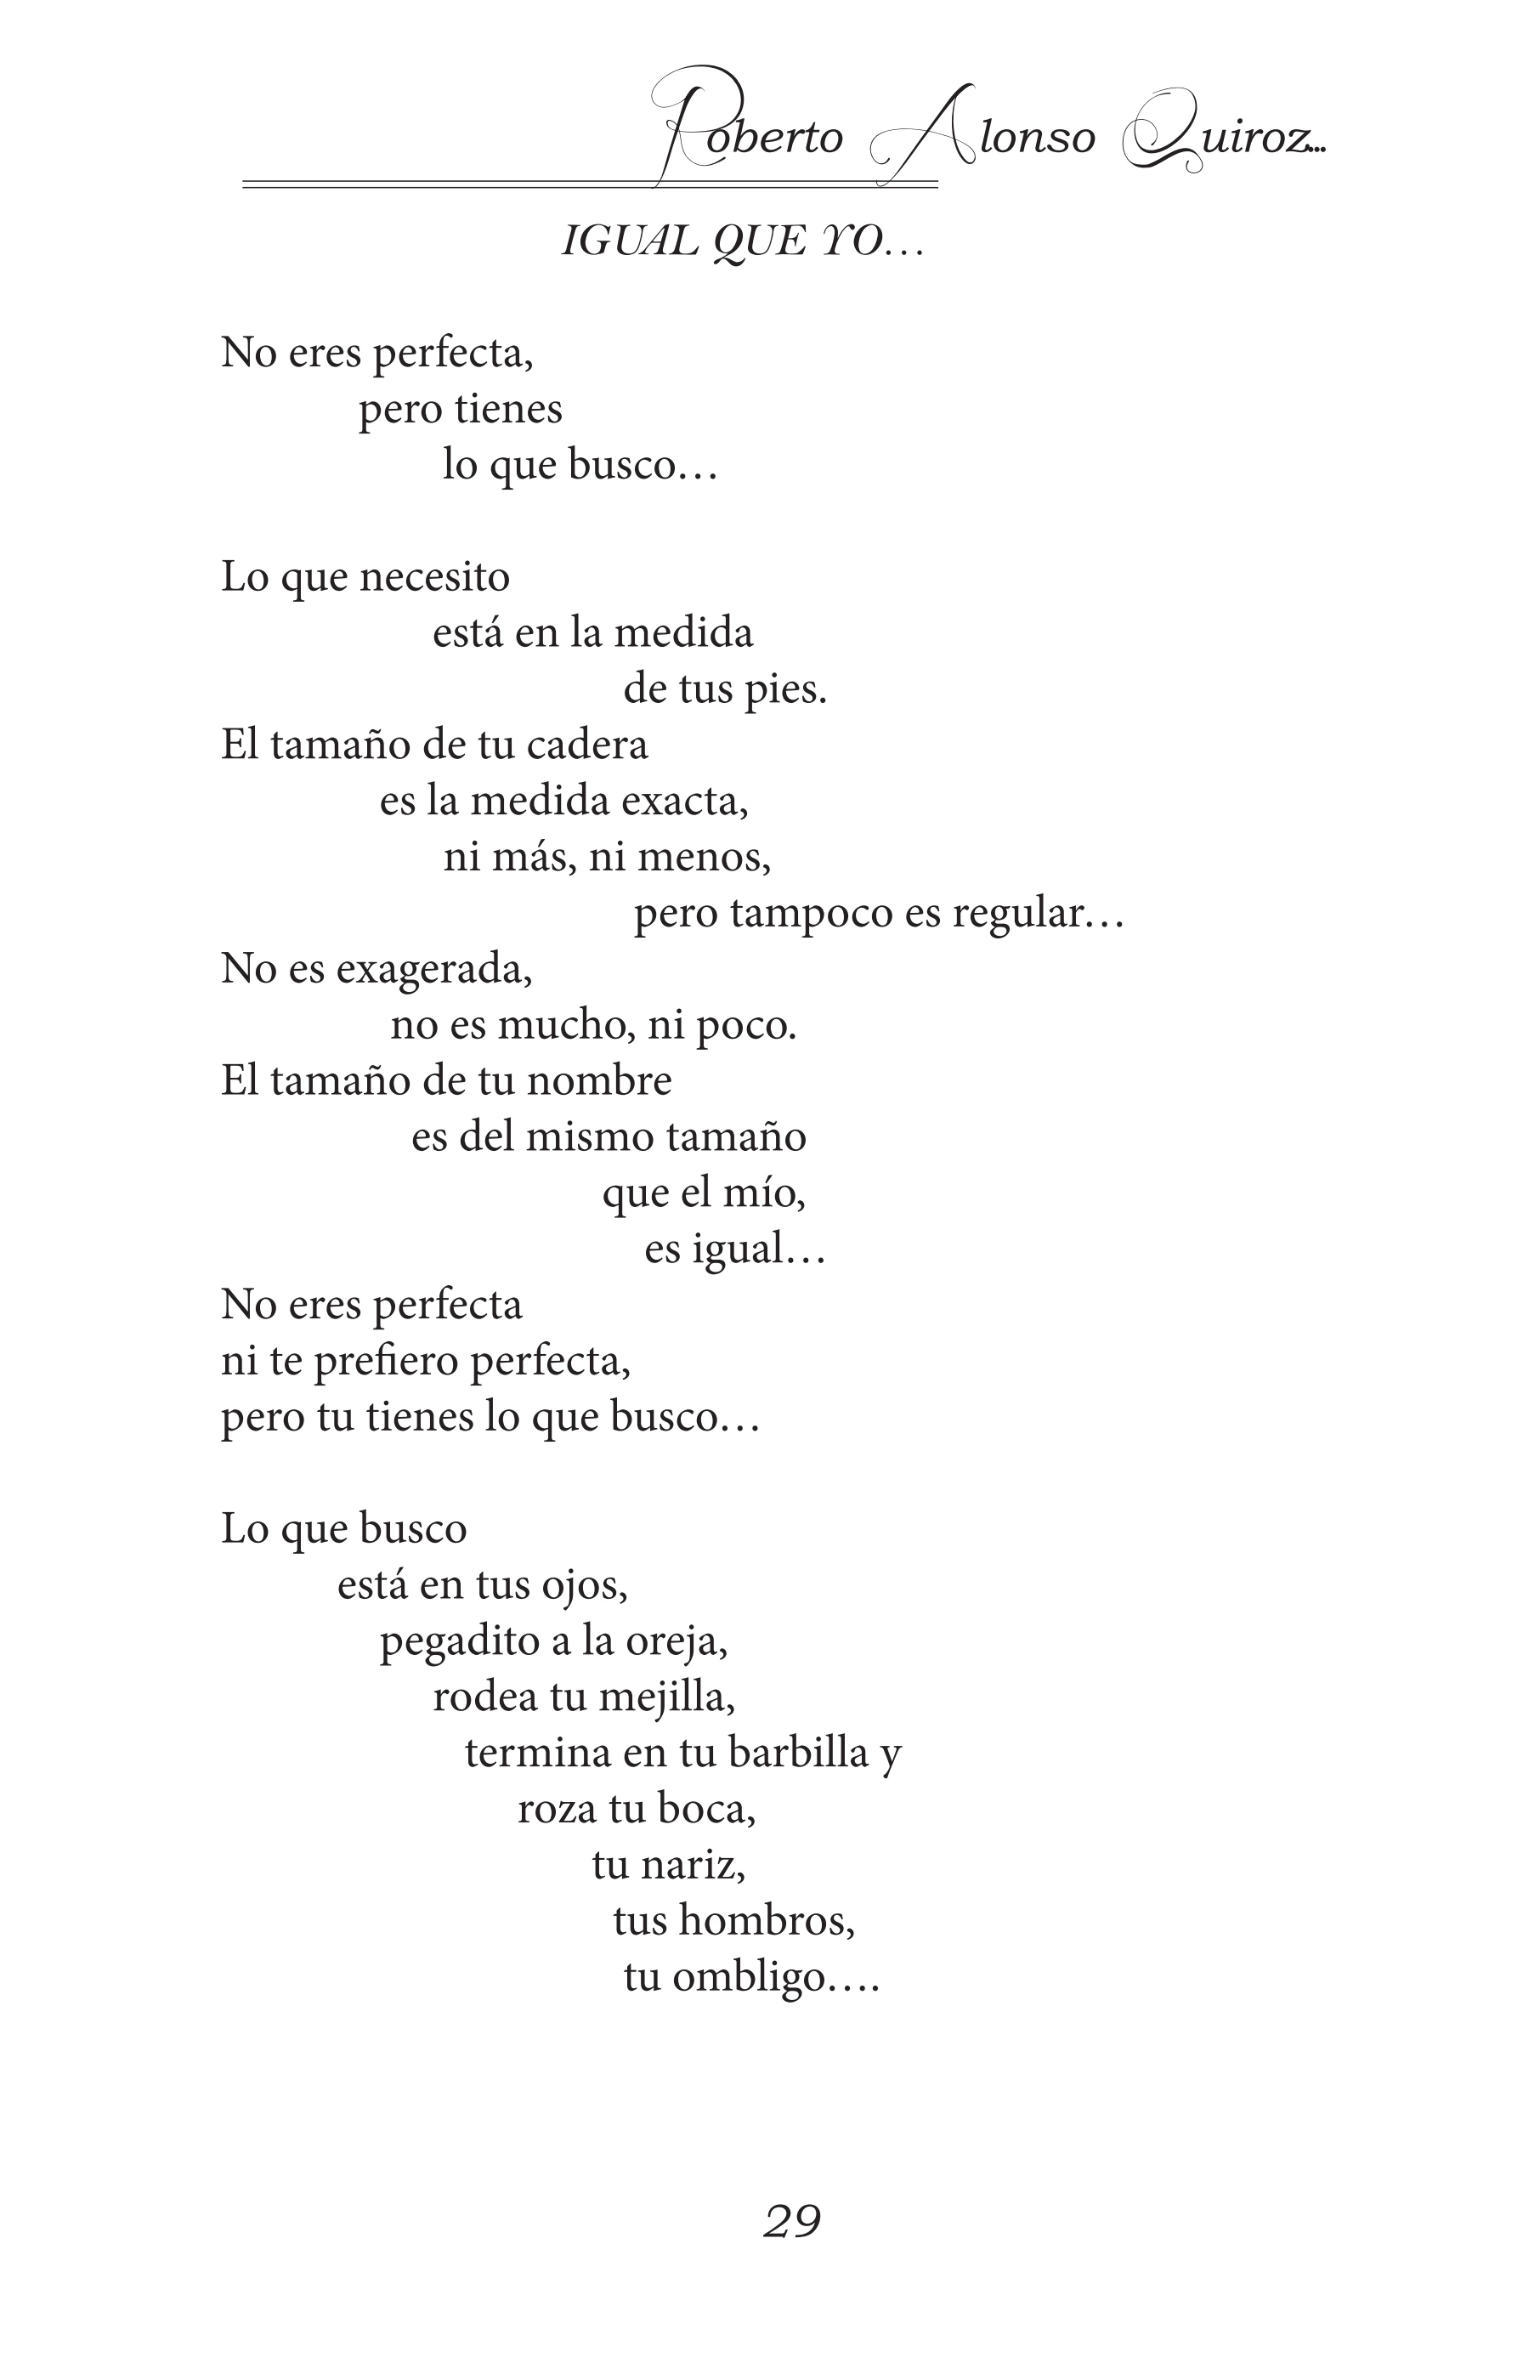 Roberto Alonso Quiroz...
IGUAL QUE YO…
No eres perfecta,
pero tienes
lo que busco…
Lo que necesito
está en la medida
de tus pies.
El tamaño de tu cadera
es la medida exacta,
ni más, ni menos,
pero tampoco es regular…
No es exagerada,
no es mucho, ni poco.
El tamaño de tu nombre
es del mismo tamaño
que el mío,
es igual…
No eres perfecta
ni te prefiero perfecta,
pero tu tienes lo que busco…
Lo que busco
está en tus ojos,
pegadito a la oreja,
rodea tu mejilla,
termina en tu barbilla y
roza tu boca,
tu nariz,
tus hombros,
tu ombligo….
29